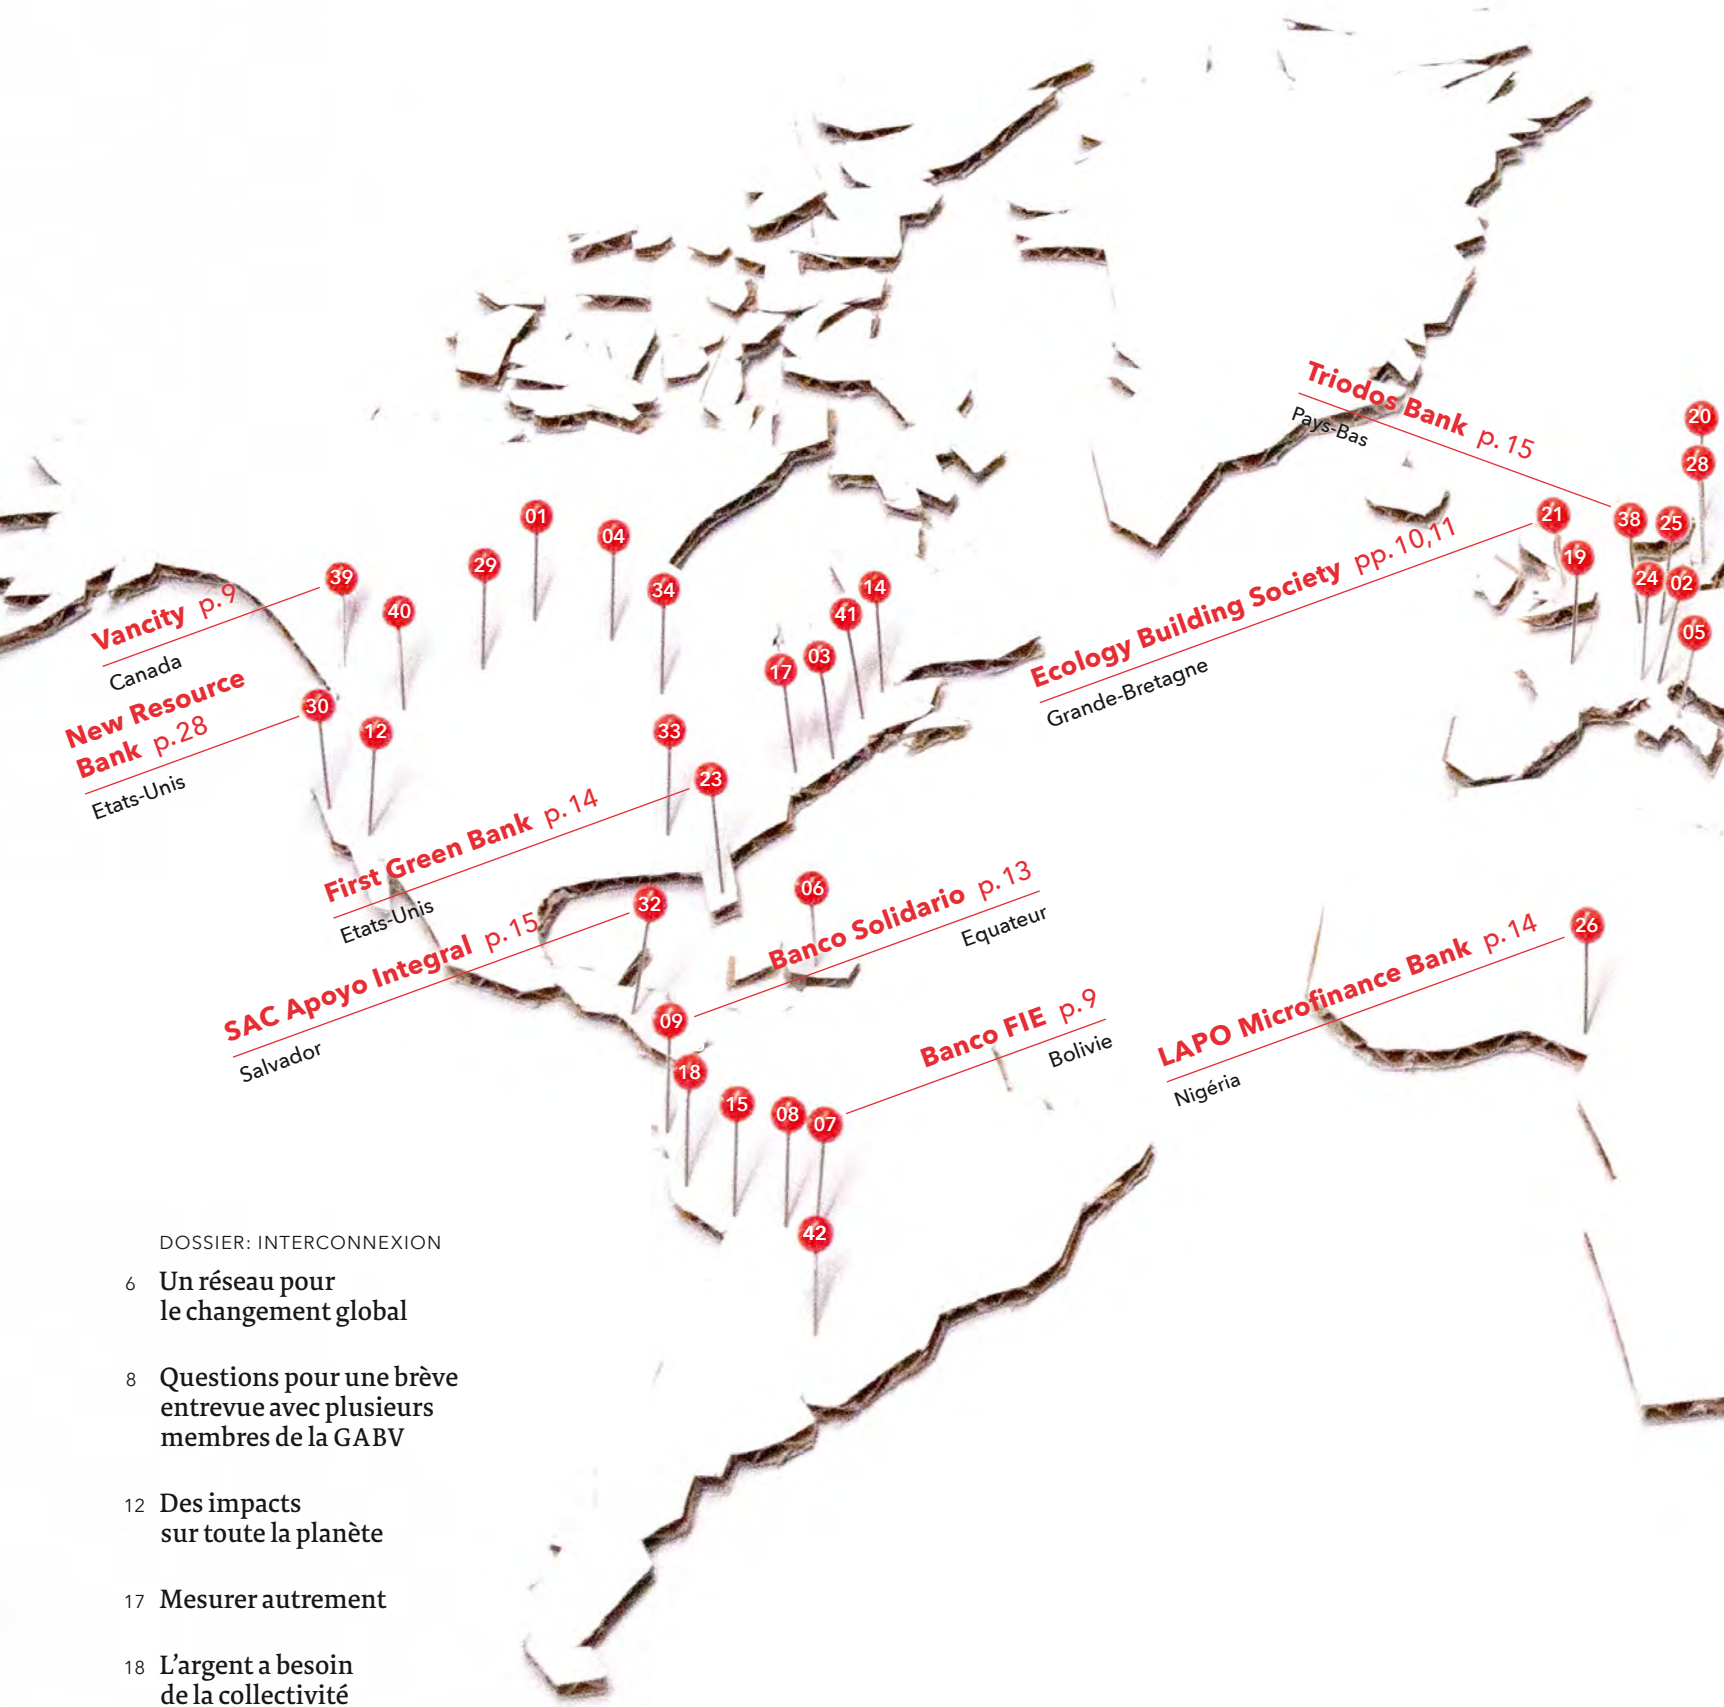 20
28
Triodos Bank p. 15
Pays-Bas
01
04
21
38
25
Ecology Building Society pp.10,11
Grande-Bretagne
19
29
39
Vancity p.9
Canada
40
34
14
41
24
02
05
17
03
New Resource
Bank p.28
Etats-Unis
30
12
33
23
First Green Bank p.14
Etats-Unis
06
32
SAC Apoyo Integral p.15
Salvador
Banco Solidario p.13
Equateur
09
26
LAPO Microfinance Bank p.14
Nigéria
Banco FIE p.9
Bolivie
18
15
08
07
42
DOSSIER: INTERCONNEXION
6 Un réseau pour
le changement global
8 Questions pour une brève
entrevue avec plusieurs
membres de la GABV
12 Des impacts
sur toute la planète
17 Mesurer autrement
18 L'argent a besoin
de la collectivité